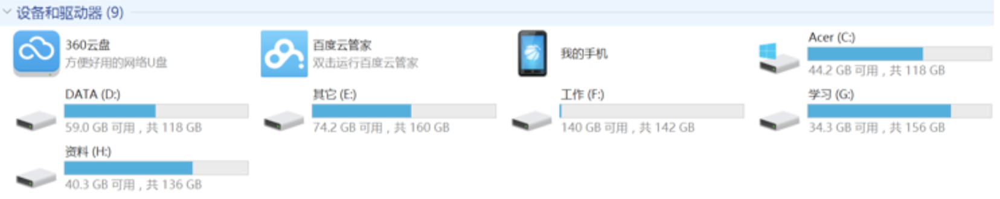 设备和驱动器 (9)
360云盘
方便好用的网络U盘
百度云管家
双击运行百度云管家
我的手机
Acer (C:)
44.2 GB 可用，共 118 GB
DATA (D:)
59.0 GB 可用，共 118 GB
其它 (E:)
74.2 GB 可用，共 160 GB
工作 (F:)
140 GB 可用，共 142 GB
学习 (G:)
34.3 GB 可用，共 156 GB
资料 (H:)
40.3 GB 可用，共 136 GB